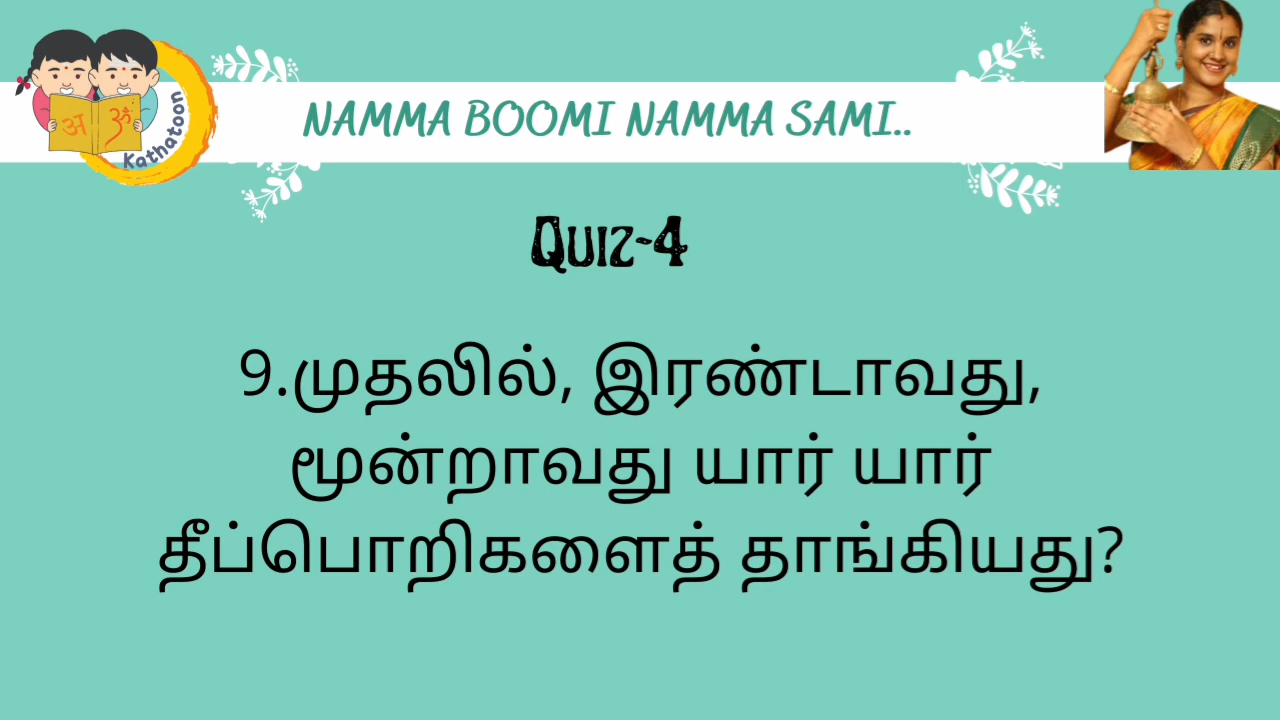 अ ॐ
Kathatoon
NAMMA BOOMI NAMMA SAMI..
Quiz-4
9.முதலில், இரண்டாவது,
மூன்றாவது யார் யார்
தீப்பொறிகளைத் தாங்கியது?